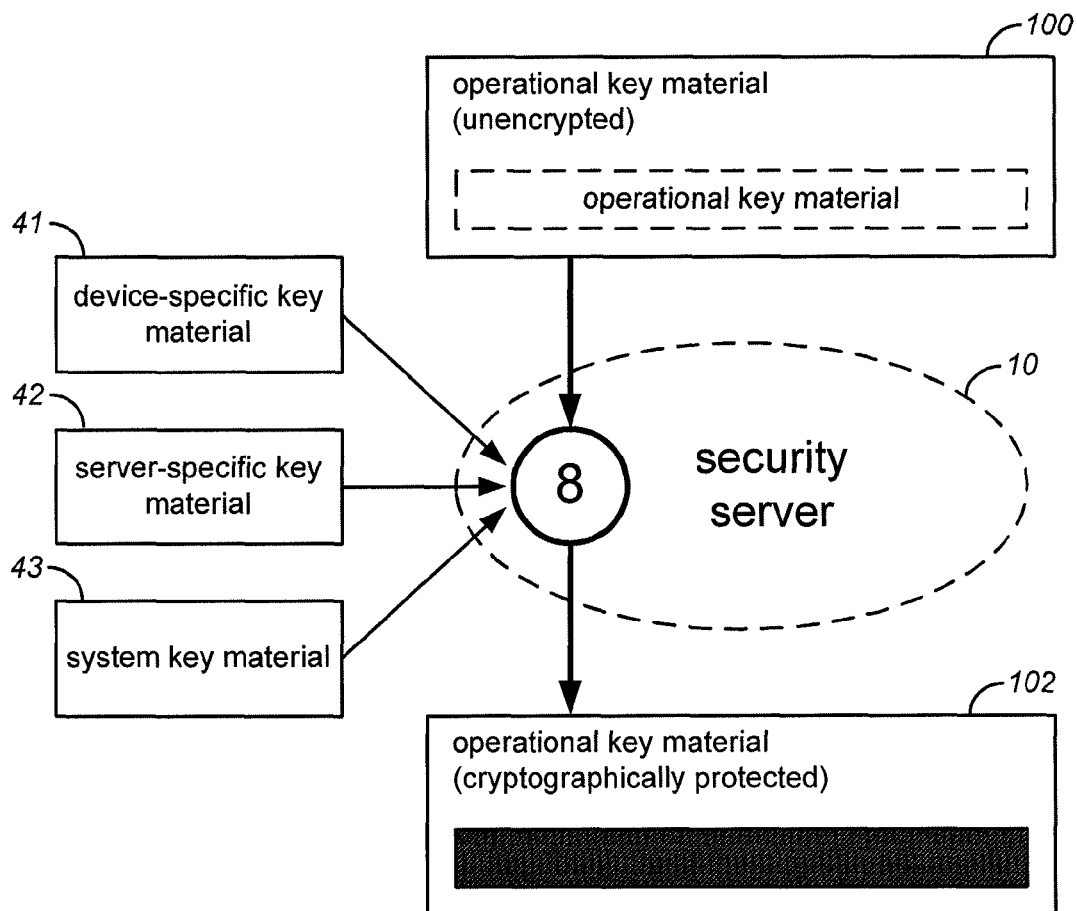 100
operational key material
(unencrypted)
operational key material
41
device-specific key
material
42
server-specific key
material
43
system key material
10
8
security
server
102
operational key material
(cryptographically protected)